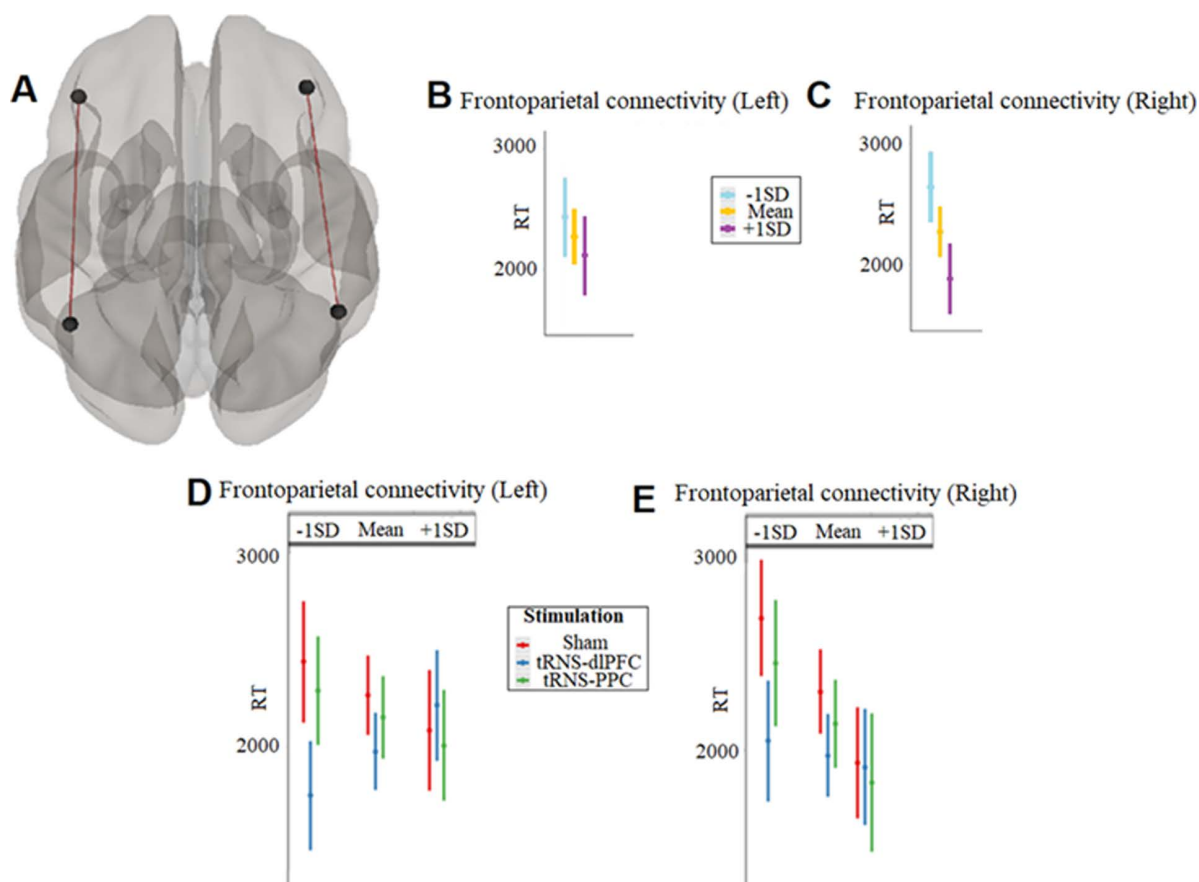 A
B Frontoparietal connectivity (Left)
3000
RT
2000
-1SD
Mean
+1SD
C Frontoparietal connectivity (Right)
3000
RT
2000
D Frontoparietal connectivity (Left)
-1SD Mean +1SD
3000
RT
2000
Stimulation
Sham
tRNS-dlPFC
tRNS-PPC
E Frontoparietal connectivity (Right)
-1SD Mean +1SD
3000
RT
2000